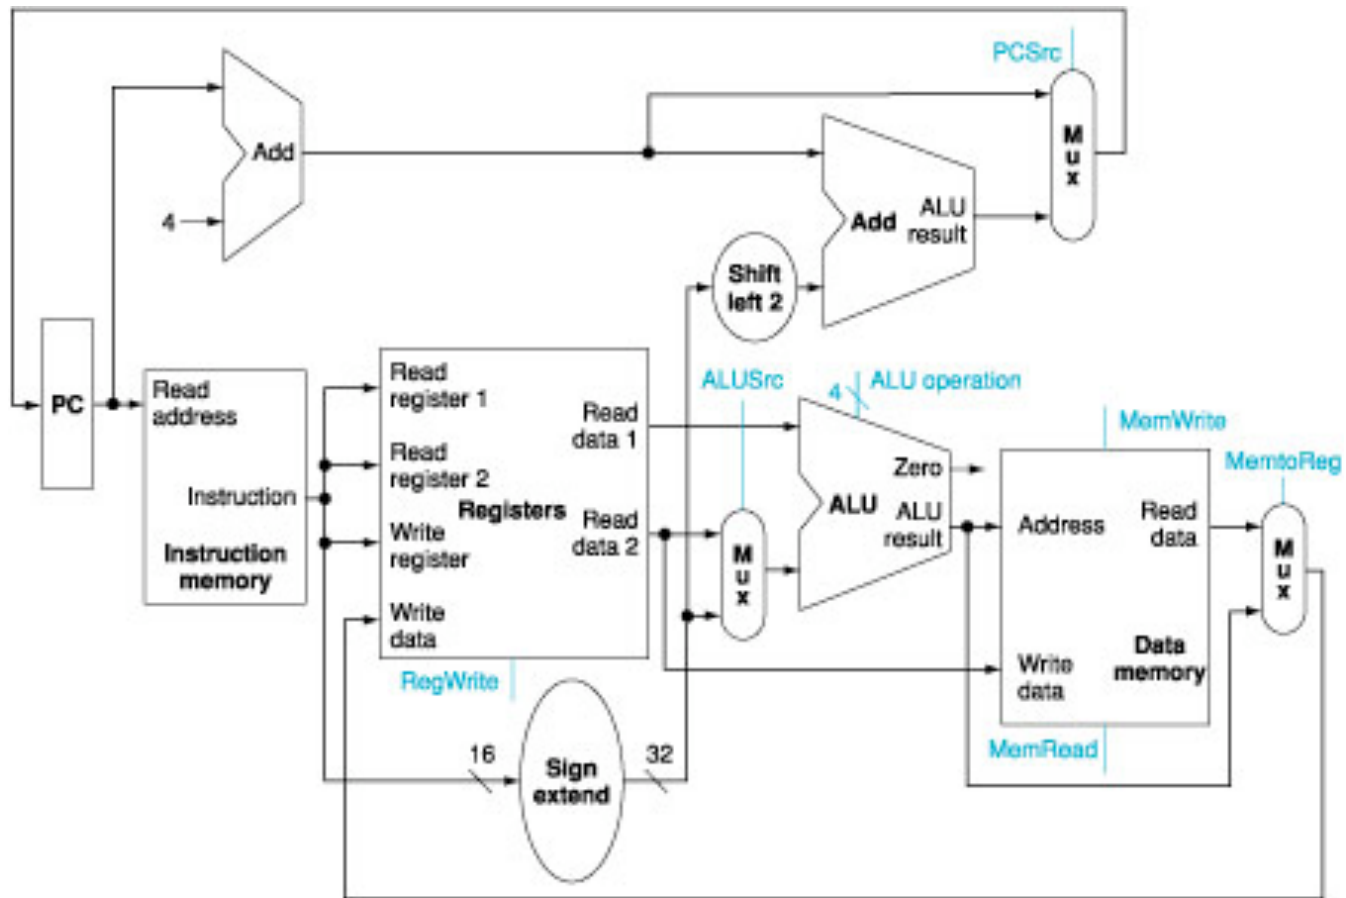 PCSrc
M
u
x
Add
4
Add
ALU
result
Shift
left 2
PC
Read
address
Instruction
Instruction
memory
Read
register 1
Read
register 2
Write
register
Write
data
Registers
Read
data 1
Read
data 2
RegWrite
ALUSrc
M
u
x
4
ALU operation
Zero
ALU
ALU
result
MemWrite
Address
Read
data
Write
data
Data
memory
MemRead
MemtoReg
M
u
x
16
Sign
extend
32